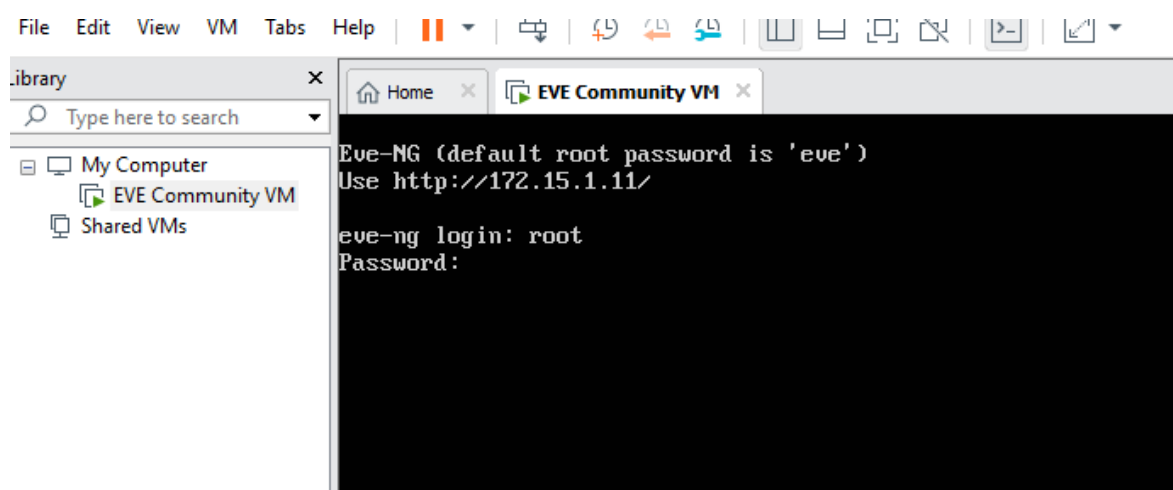 File Edit View VM Tabs Help
Library
Home
EVE Community VM
Type here to search
My Computer
EVE Community VM
Shared VMs
Eve-NG (default root password is 'eve')
Use http://172.15.1.11/
eve-ng login: root
Password: